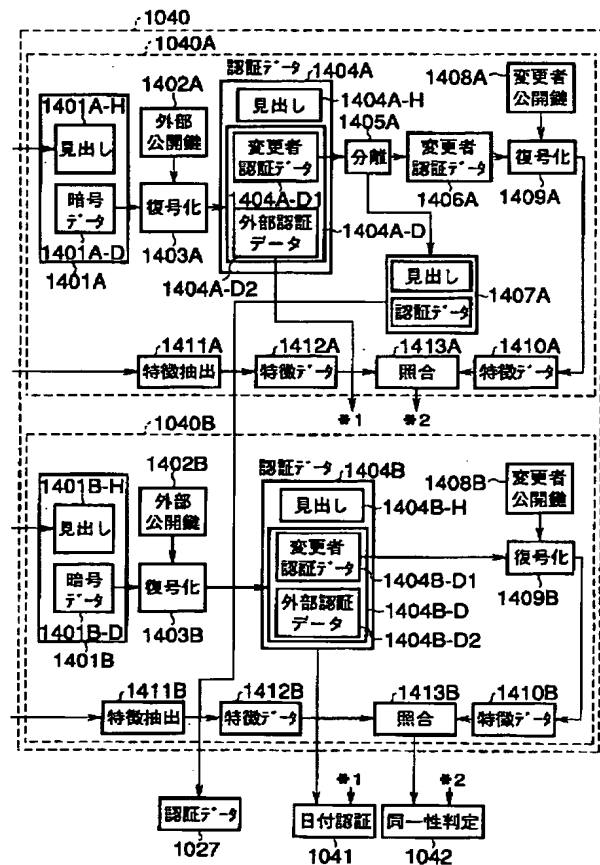 1040
1040A
1401A-H
見出し
暗号
データ
1401A-D
1401A
1402A
外部
公開鍵
復号化
1403A
認証データ
1404A
見出し
1404A-H
変更者
認証データ
1404A-D1
外部認証
データ
1404A-D
1404A-D2
1405A
分離
変更者
認証データ
1406A
1408A
変更者
公開鍵
復号化
1409A
見出し
認証データ
1407A
1411A
特徴抽出
1412A
特徴データ
1413A
照合
1410A
特徴データ
*1
*2
1040B
1401B-H
見出し
暗号
データ
1401B-D
1401B
1402B
外部
公開鍵
復号化
1403B
認証データ
1404B
見出し
1404B-H
変更者
認証データ
1404B-D1
外部認証
データ
1404B-D
1404B-D2
1408B
変更者
公開鍵
復号化
1409B
1411B
特徴抽出
1412B
特徴データ
1413B
照合
1410B
特徴データ
*1
*2
認証データ
1027
日付認証
1041
同一性判定
1042